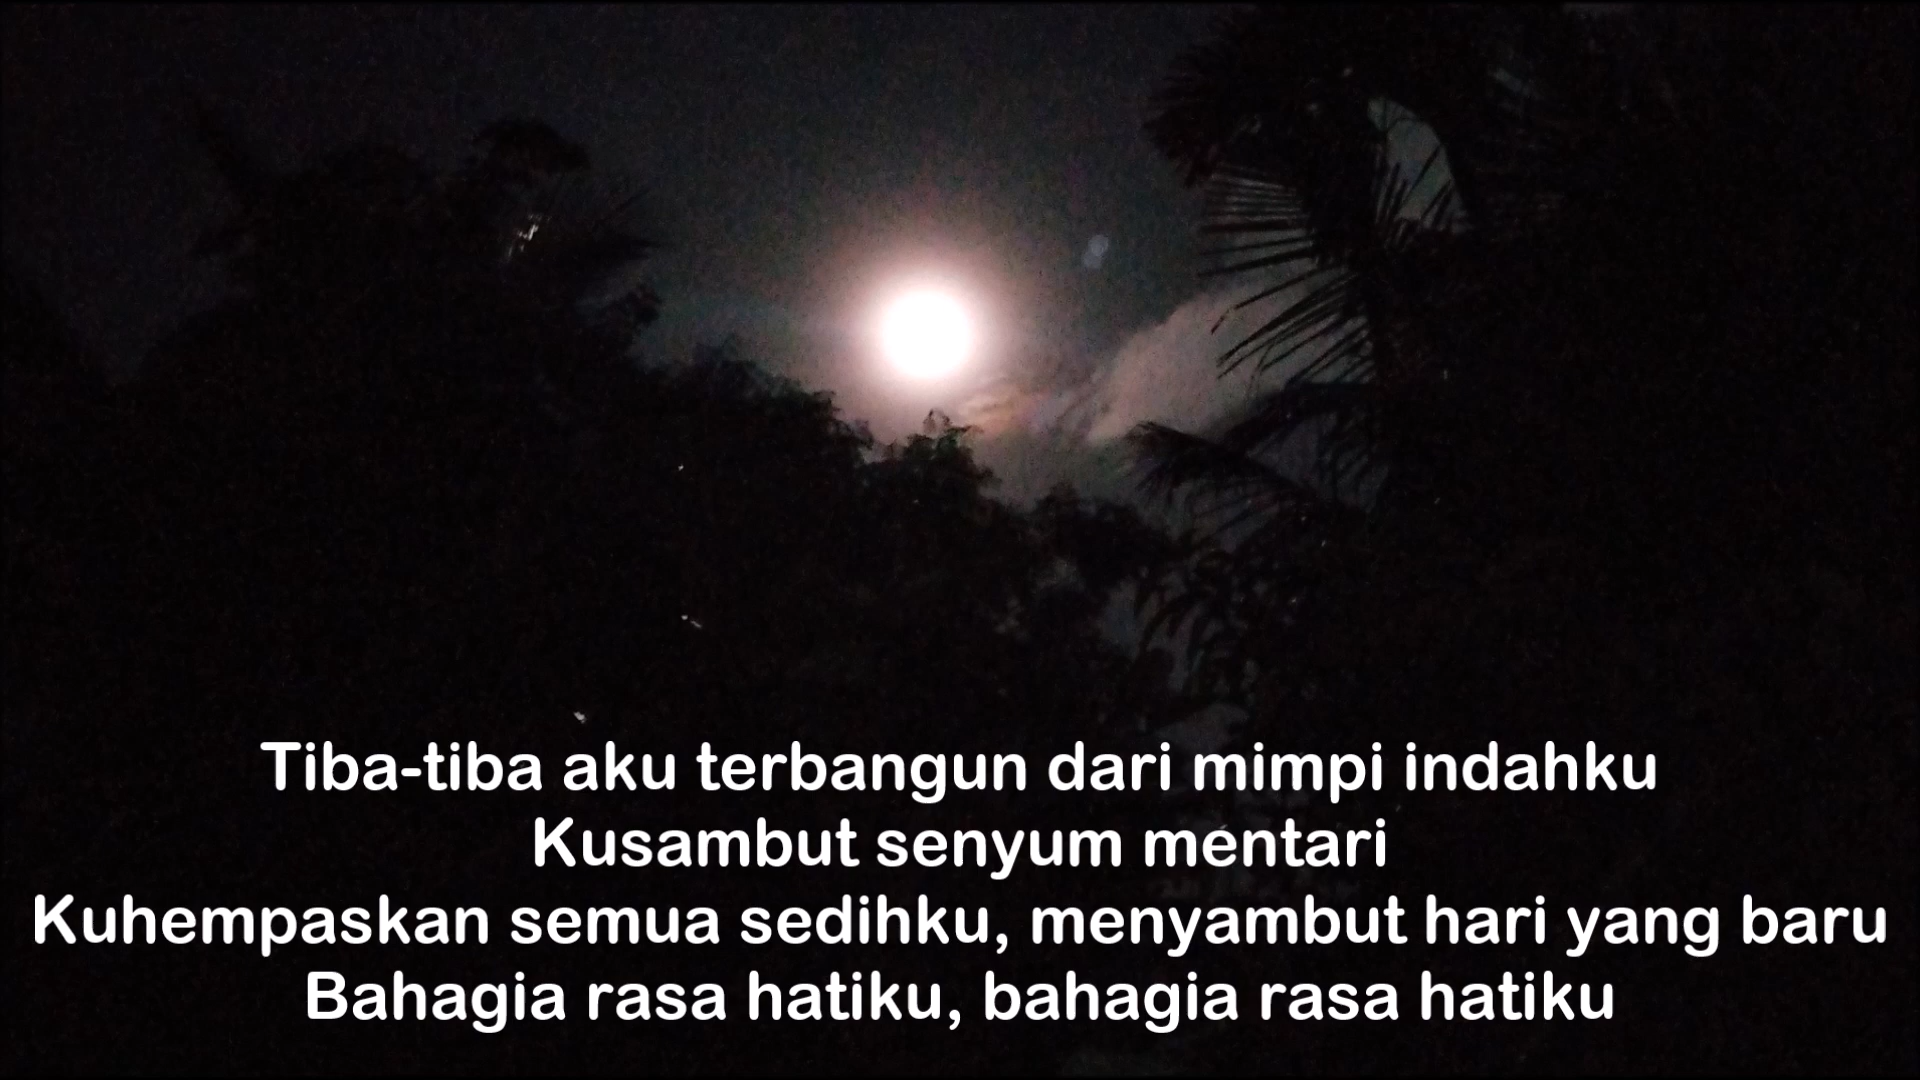 Tiba-tiba aku terbangun dari mimpi indahku
Kusambut senyum mentari
Kuhempaskan semua sedihku, menyambut hari yang baru
Bahagia rasa hatiku, bahagia rasa hatiku